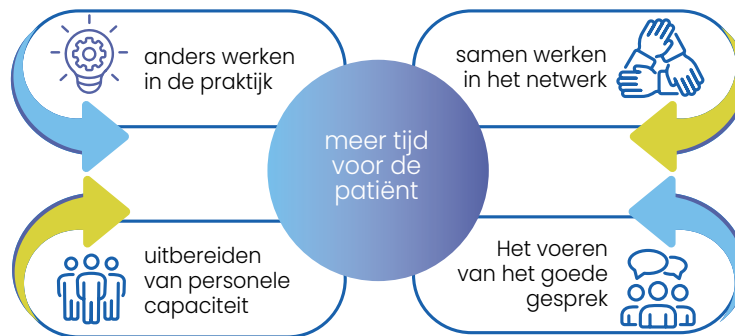 anders werken
in de praktijk
samen werken
in het netwerk
meer tijd
voor de
patiënt
uitbereiden
van personele
capaciteit
Het voeren
van het goede
gesprek